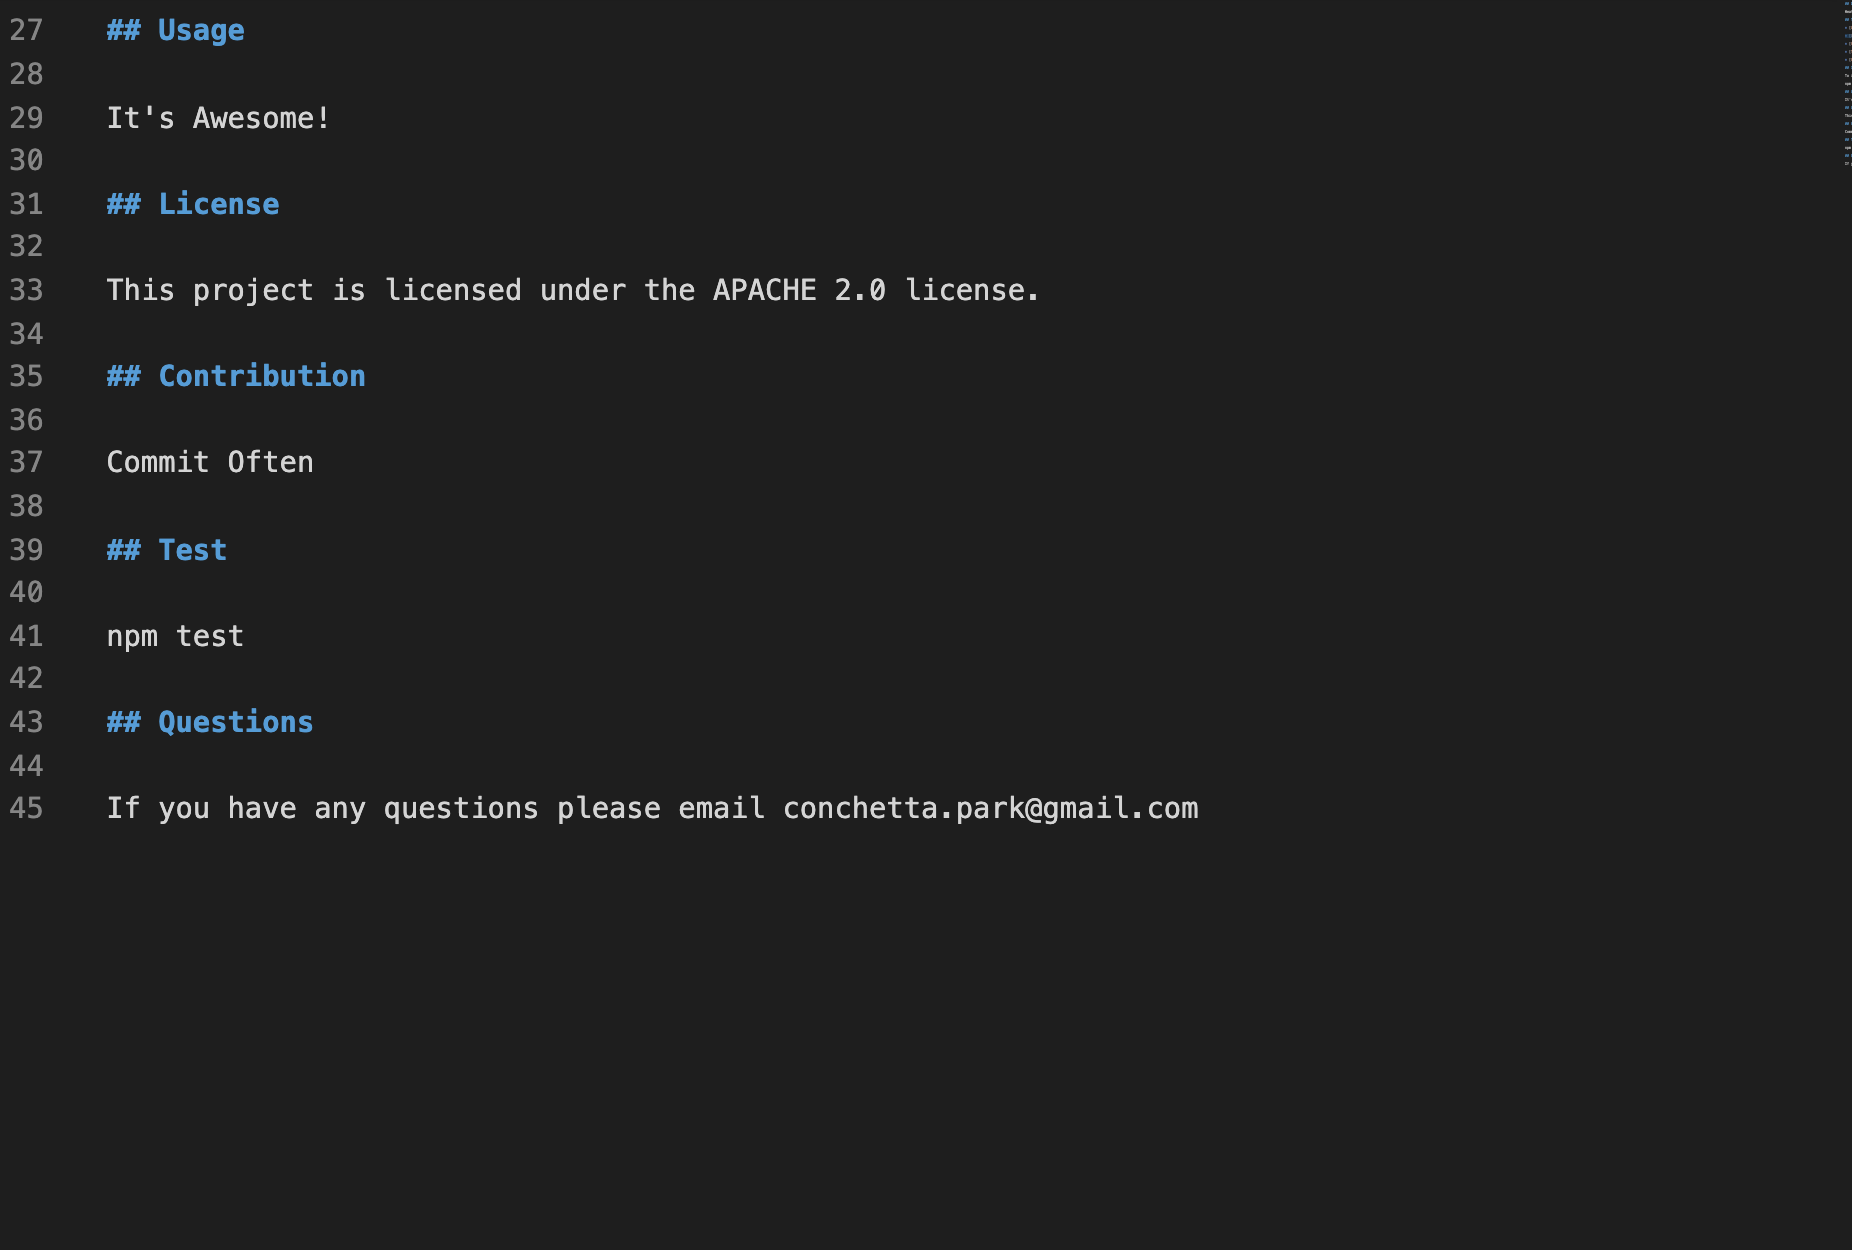 27 ## Usage
28
29 It's Awesome!
30
31 ## License
32
33 This project is licensed under the APACHE 2.0 license.
34
35 ## Contribution
36
37 Commit Often
38
39 ## Test
40
41 npm test
42
43 ## Questions
44
45 If you have any questions please email conchetta.park@gmail.com